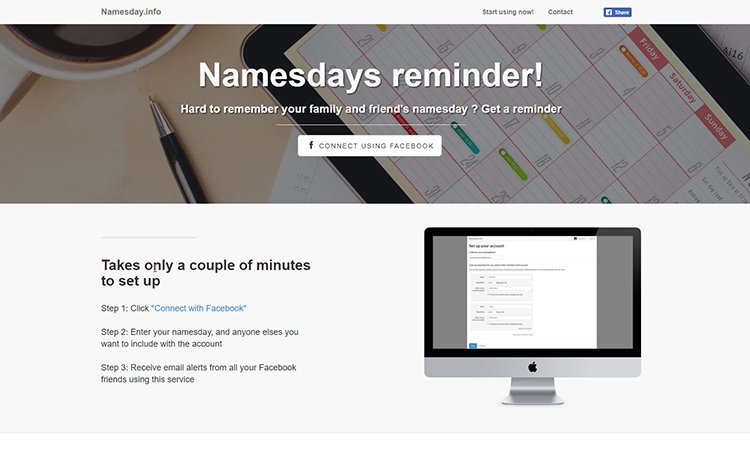 Namesday.info
Start using now!
Contact
Share
Friday
Saturday
Sunday
Namesdays reminder!
Hard to remember your family and friend's namesday ? Get a reminder
CONNECT USING FACEBOOK
Takes only a couple of minutes
to set up
Step 1: Click "Connect with Facebook"
Step 2: Enter your namesday, and anyone elses you
want to include with the account
Step 3: Receive email alerts from all your Facebook
friends using this service
Set up your account